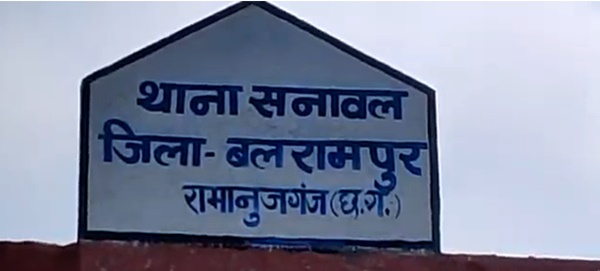 थाना सनावल
जिला- बलरामपुर
रामानुजगंज (छ.ग.)